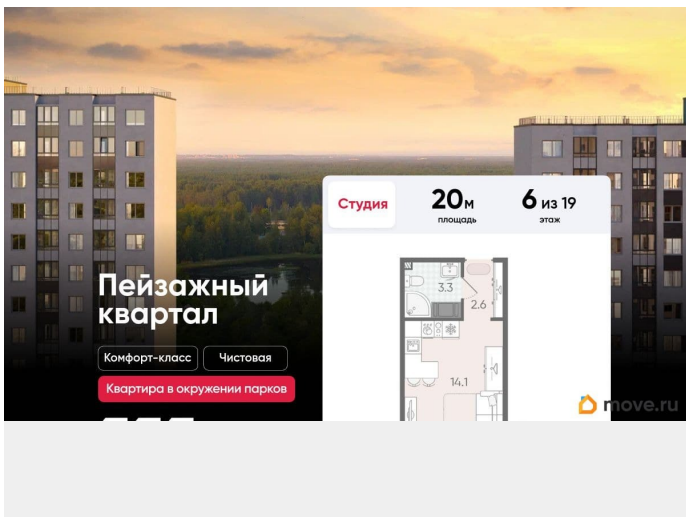 Студия
20м
площадь
6 из 19
этаж
Пейзажный
квартал
Комфорт-класс
Чистовая
Квартира в окружении парков
3.3
2.6
14.1
move.ru